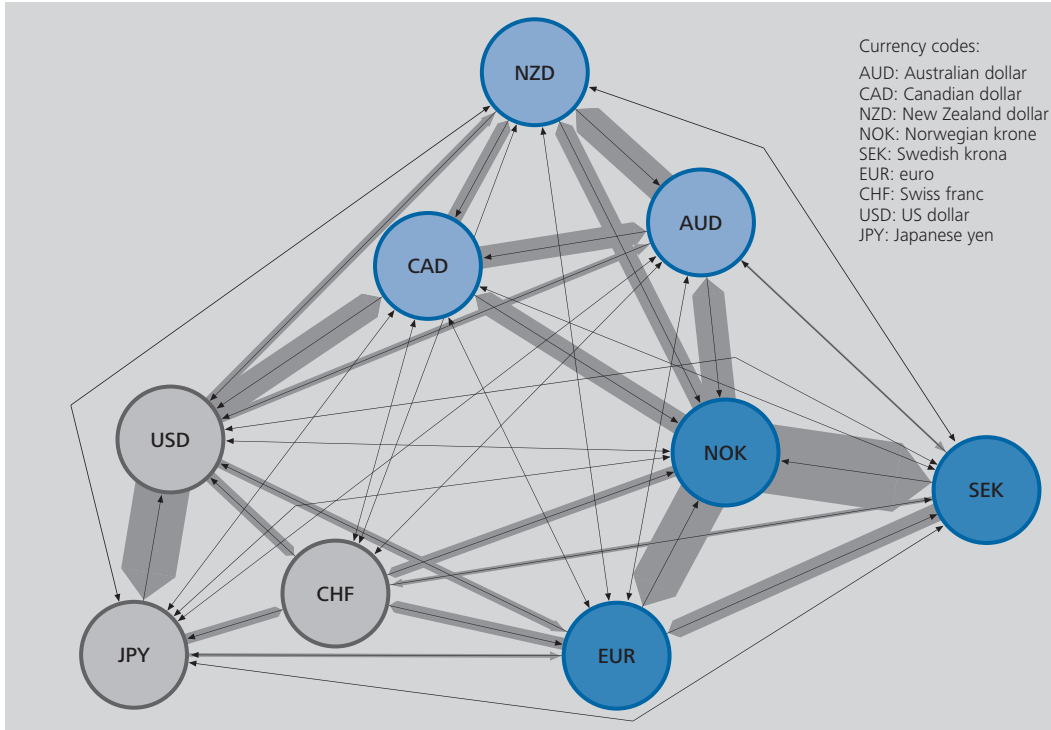 NZD
Currency codes:
AUD: Australian dollar
CAD: Canadian dollar
NZD: New Zealand dollar
NOK: Norwegian krone
SEK: Swedish krona
EUR: euro
CHF: Swiss franc
USD: US dollar
JPY: Japanese yen
AUD
CAD
USD
NOK
SEK
CHF
JPY
EUR